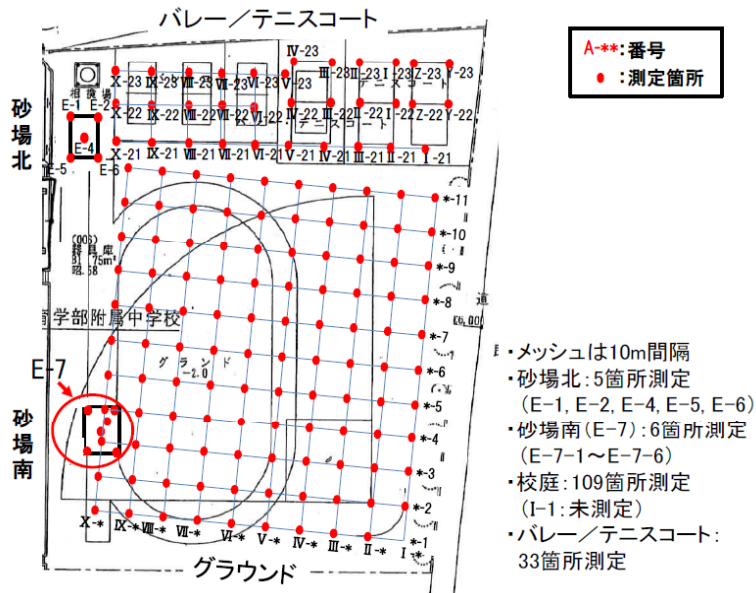 バレー／テニスコート
A-**:番号
●:測定箇所
Ⅳ-23
X-23 Ⅸ-23 Ⅷ-23 Ⅶ-23 Ⅵ-23 Ⅴ-23 Ⅲ-23 Ⅱ-23 Ⅰ-23 Z-23 Y-23
テニスコート
相撲場
砂場北
E-1 E-2
X-22 Ⅸ-22 Ⅷ-22 Ⅶ-22 Ⅵ-22 Ⅴ-22 Ⅳ-22 Ⅲ-22 Ⅱ-22 Ⅰ-22 Z-22 Y-22
テニスコート
E-4
X-21 Ⅸ-21 Ⅷ-21 Ⅶ-21 Ⅵ-21 Ⅴ-21 Ⅳ-21 Ⅲ-21 Ⅱ-21 Ⅰ-21
E-5 E-6
*-11
*-10
*-9
*-8
*-7
*-6
*-5
*-4
*-3
*-2
*-1
道
学部附属中学校
グランド
-2.0
E-7
砂場南
X-* Ⅸ-* Ⅷ-* Ⅶ-* Ⅵ-* Ⅴ-* Ⅳ-* Ⅲ-* Ⅱ-* Ⅰ-*
グラウンド
・メッシュは10m間隔
・砂場北:5箇所測定
(E-1, E-2, E-4, E-5, E-6)
・砂場南(E-7):6箇所測定
(E-7-1～E-7-6)
・校庭:109箇所測定
(I-1:未測定)
・バレー／テニスコート:
33箇所測定